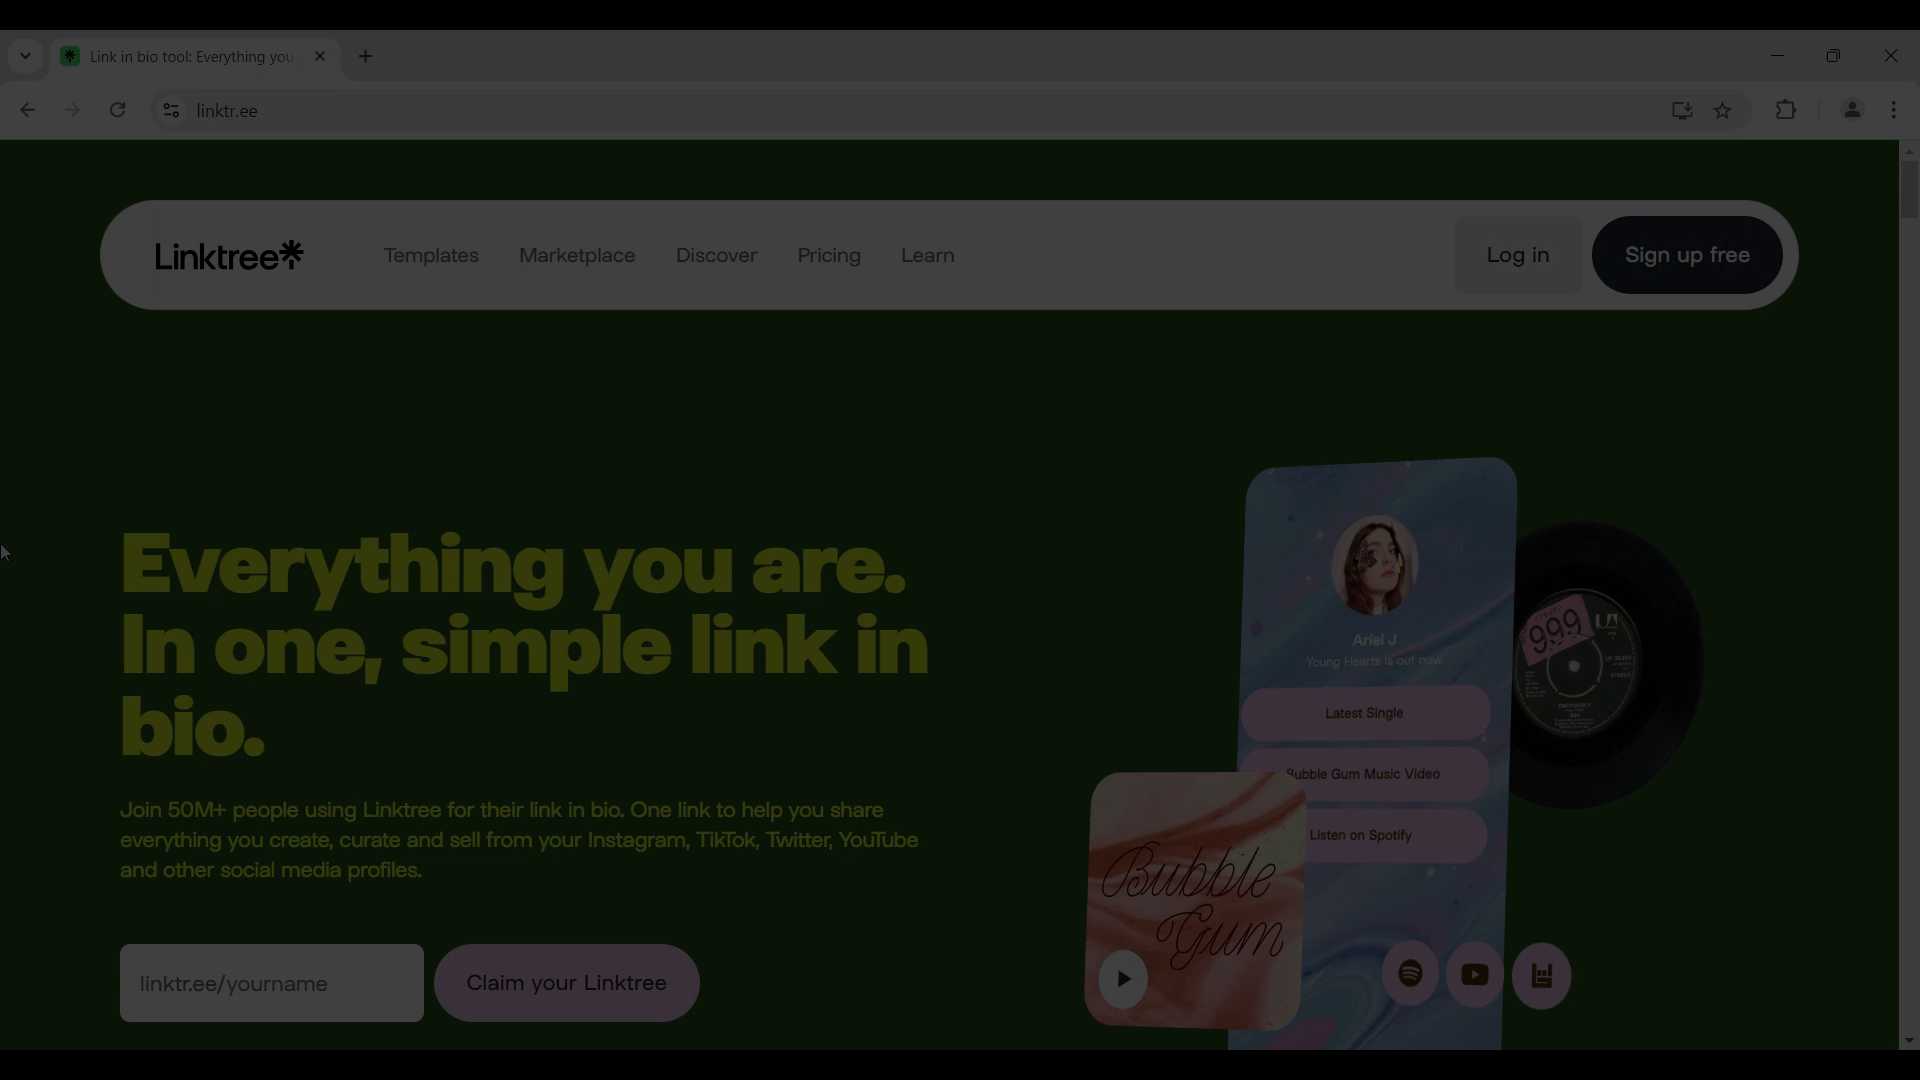 Link in bio tool: Everything you
linktr.ee
Linktree
Templates
Marketplace
Discover
Pricing
Learn
Log in
Sign up free
Everything you are.
In one, simple link in
bio.
Join 50M+ people using Linktree for their link in bio. One link to help you share
everything you create, curate and sell from your Instagram, TikTok, Twitter, YouTube
and other social media profiles.
linktr.ee/yourname
Claim your Linktree
Ariel J
Young Hearts is out now
Latest Single
Bubble Gum Music Video
Listen on Spotify
Bubble
Gum
999